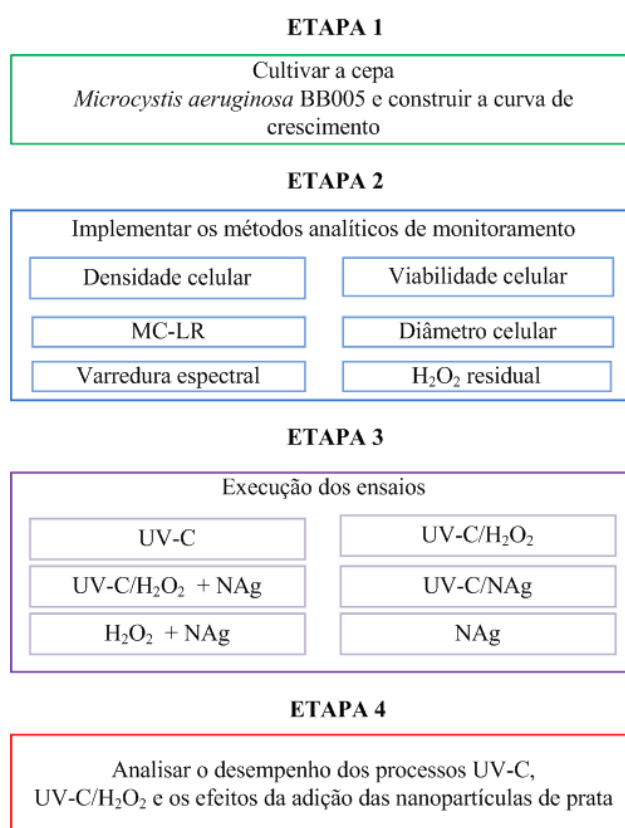 ETAPA 1
Cultivar a cepa
Microcystis aeruginosa BB005 e construir a curva de
crescimento
ETAPA 2
Implementar os métodos analíticos de monitoramento
Densidade celular
Viabilidade celular
MC-LR
Diâmetro celular
Varredura espectral
H₂O₂ residual
ETAPA 3
Execução dos ensaios
UV-C
UV-C/H₂O₂
UV-C/H₂O₂ + NAg
UV-C/NAg
H₂O₂ + NAg
NAg
ETAPA 4
Analisar o desempenho dos processos UV-C,
UV-C/H₂O₂ e os efeitos da adição das nanopartículas de prata